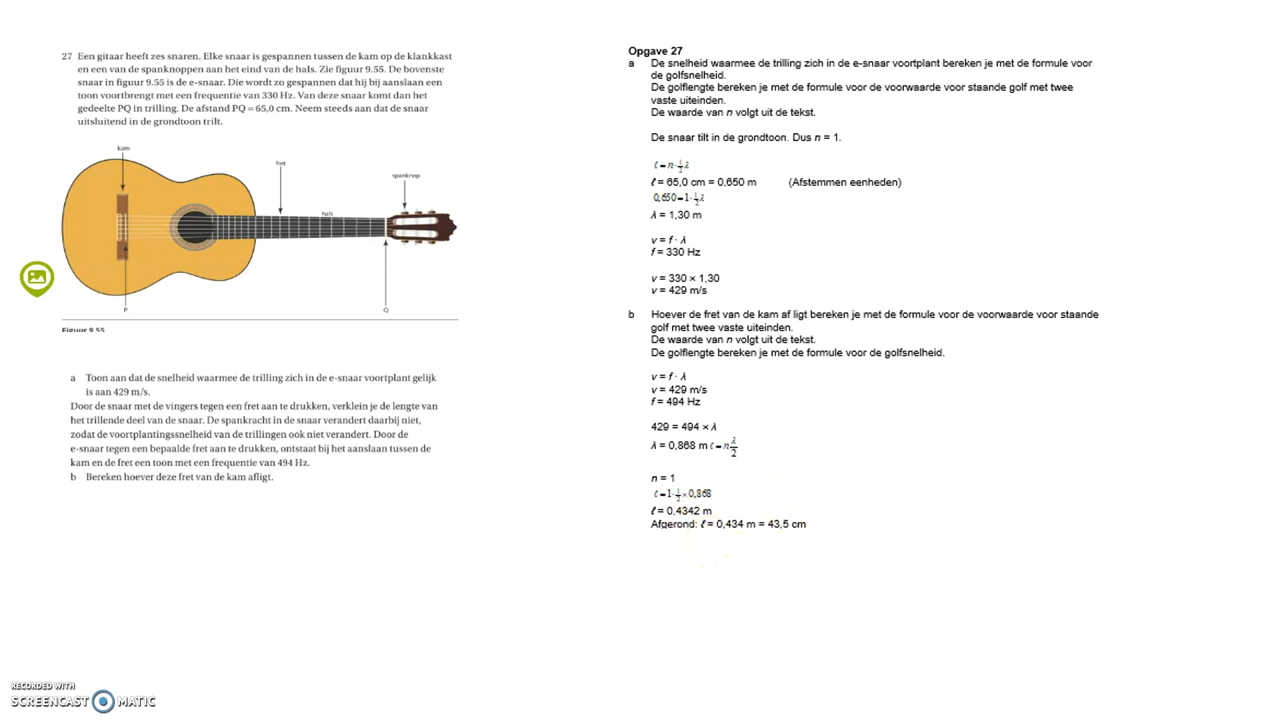 27 Een gitaar heeft zes snaren. Elke snaar is gespannen tussen de kam op de klankkast
en een van de spanknoppen aan het eind van de hals. Zie figuur 9.55. De bovenste
snaar in figuur 9.55 is de e-snaar. Die wordt zo gespannen dat hij bij aanslaan een
toon voortbrengt met een frequentie van 330 Hz. Van deze snaar komt dan het
gedeelte PQ in trilling. De afstand PQ = 65,0 cm. Neem steeds aan dat de snaar
uitsluitend in de grondtoon trilt.
kam
fret
spanknop
hals
P
Q
Figuur 9.55
a Toon aan dat de snelheid waarmee de trilling zich in de e-snaar voortplant gelijk
is aan 429 m/s.
Door de snaar met de vingers tegen een fret aan te drukken, verklein je de lengte van
het trillende deel van de snaar. De spankracht in de snaar verandert daarbij niet,
zodat de voortplantingssnelheid van de trillingen ook niet verandert. Door de
e-snaar tegen een bepaalde fret aan te drukken, ontstaat bij het aanslaan tussen de
kam en de fret een toon met een frequentie van 494 Hz.
b Bereken hoever deze fret van de kam afligt.
Opgave 27
a De snelheid waarmee de trilling zich in de e-snaar voortplant bereken je met de formule voor
de golfsnelheid.
De golflengte bereken je met de formule voor de voorwaarde voor staande golf met twee
vaste uiteinden.
De waarde van n volgt uit de tekst.
De snaar tilt in de grondtoon. Dus n = 1.
ℓ = n · ½ λ
ℓ = 65,0 cm = 0,650 m (Afstemmen eenheden)
0,650 = 1 · ½ λ
λ = 1,30 m
v = f · λ
f = 330 Hz
v = 330 × 1,30
v = 429 m/s
b Hoever de fret van de kam af ligt bereken je met de formule voor de voorwaarde voor staande
golf met twee vaste uiteinden.
De waarde van n volgt uit de tekst.
De golflengte bereken je met de formule voor de golfsnelheid.
v = f · λ
v = 429 m/s
f = 494 Hz
429 = 494 × λ
λ = 0,868 m ℓ = n λ/2
n = 1
ℓ = 1 · ½ × 0,868
ℓ = 0,4342 m
Afgerond: ℓ = 0,434 m = 43,5 cm
RECORDED WITH
SCREENCAST MATIC